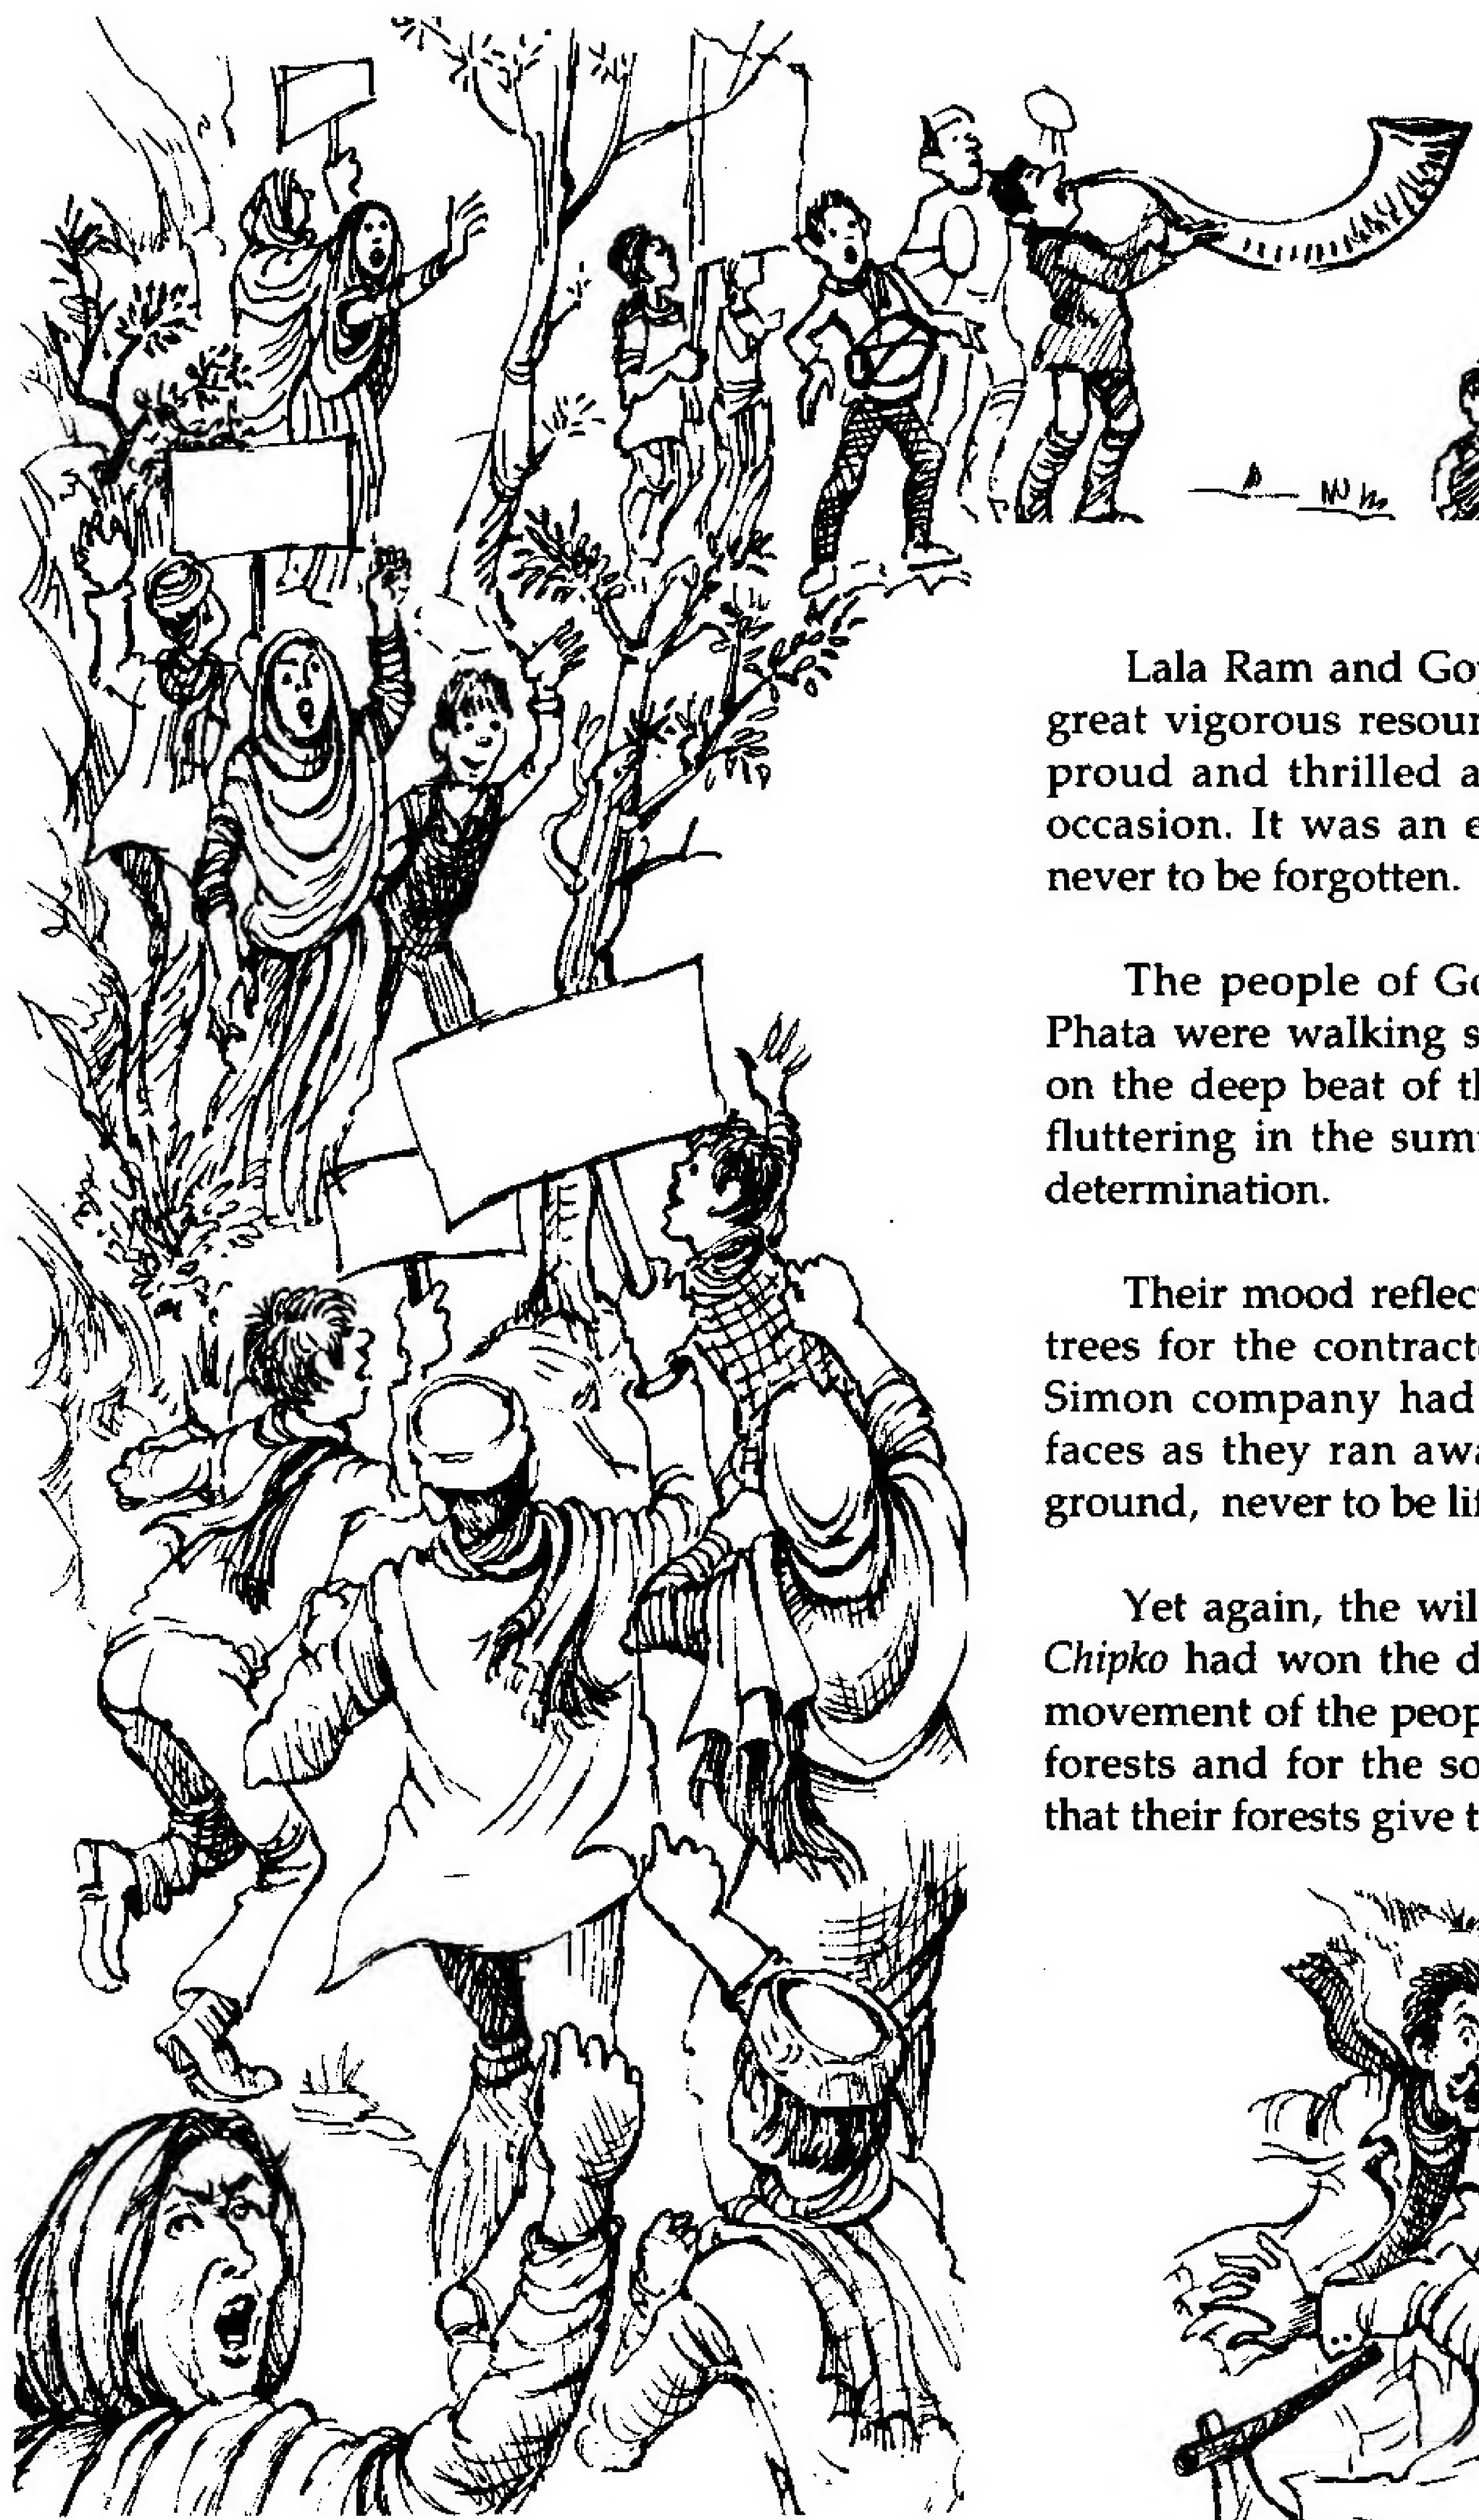 Lala Ram and Go
great vigorous resour
proud and thrilled a
occasion. It was an e
never to be forgotten.
The people of Go
Phata were walking s
on the deep beat of th
fluttering in the sum
determination.
Their mood reflec
trees for the contract
Simon company had
faces as they ran awa
ground, never to be li
Yet again, the wil
Chipko had won the d
movement of the peop
forests and for the so
that their forests give t